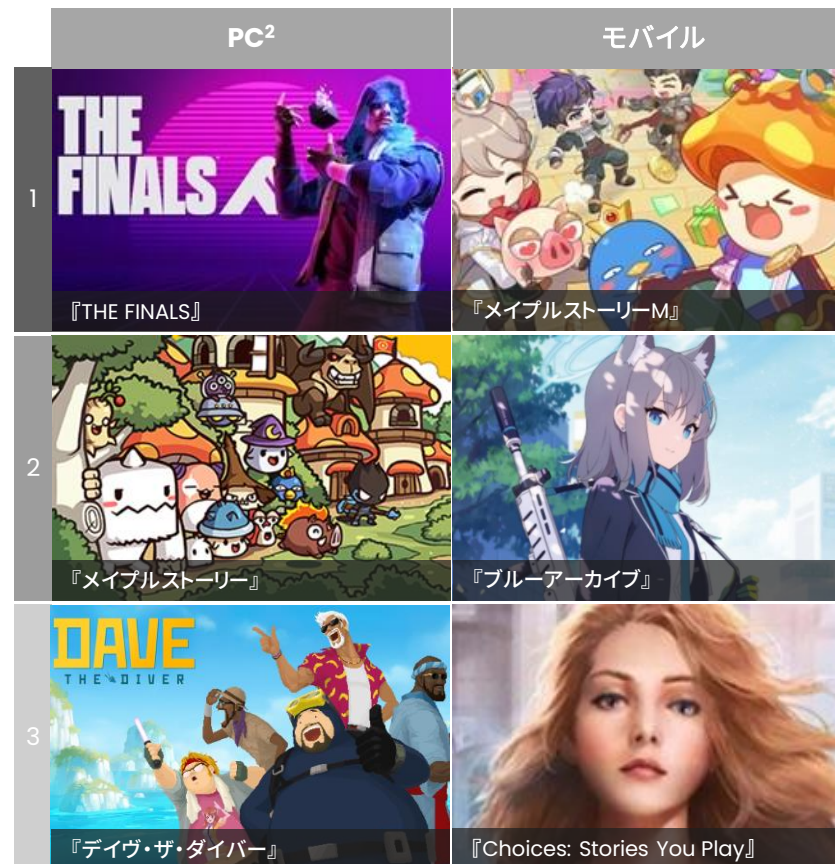 PC²
モバイル
1
THE
FINALS
『THE FINALS』
『メイプルストーリーM』
2
『メイプルストーリー』
『ブルーアーカイブ』
3
DAVE
THE DIVER
『デイヴ・ザ・ダイバー』
『Choices: Stories You Play』